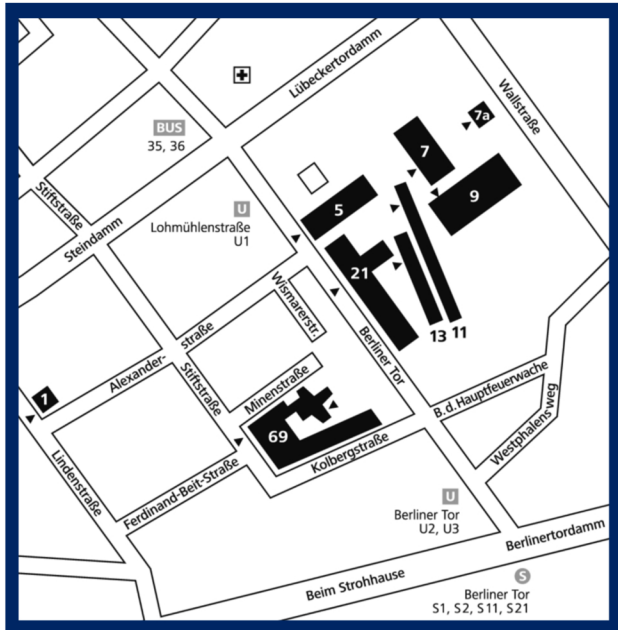 Lübeckertordamm
Wallstraße
BUS
35, 36
7a
7
9
5
Stiftstraße
U
Lohmühlenstraße
U1
Steindamm
21
Wismarerstr.
Alexander-
straße
Berliner Tor
13
11
Stiftstraße
Minenstraße
B.d.Hauptfeuerwache
Westphalensweg
1
69
Kolbergstraße
Lindenstraße
Ferdinand-Beit-Straße
U
Berliner Tor
U2, U3
Berlinertordamm
Beim Strohhause
S
Berliner Tor
S1, S2, S11, S21